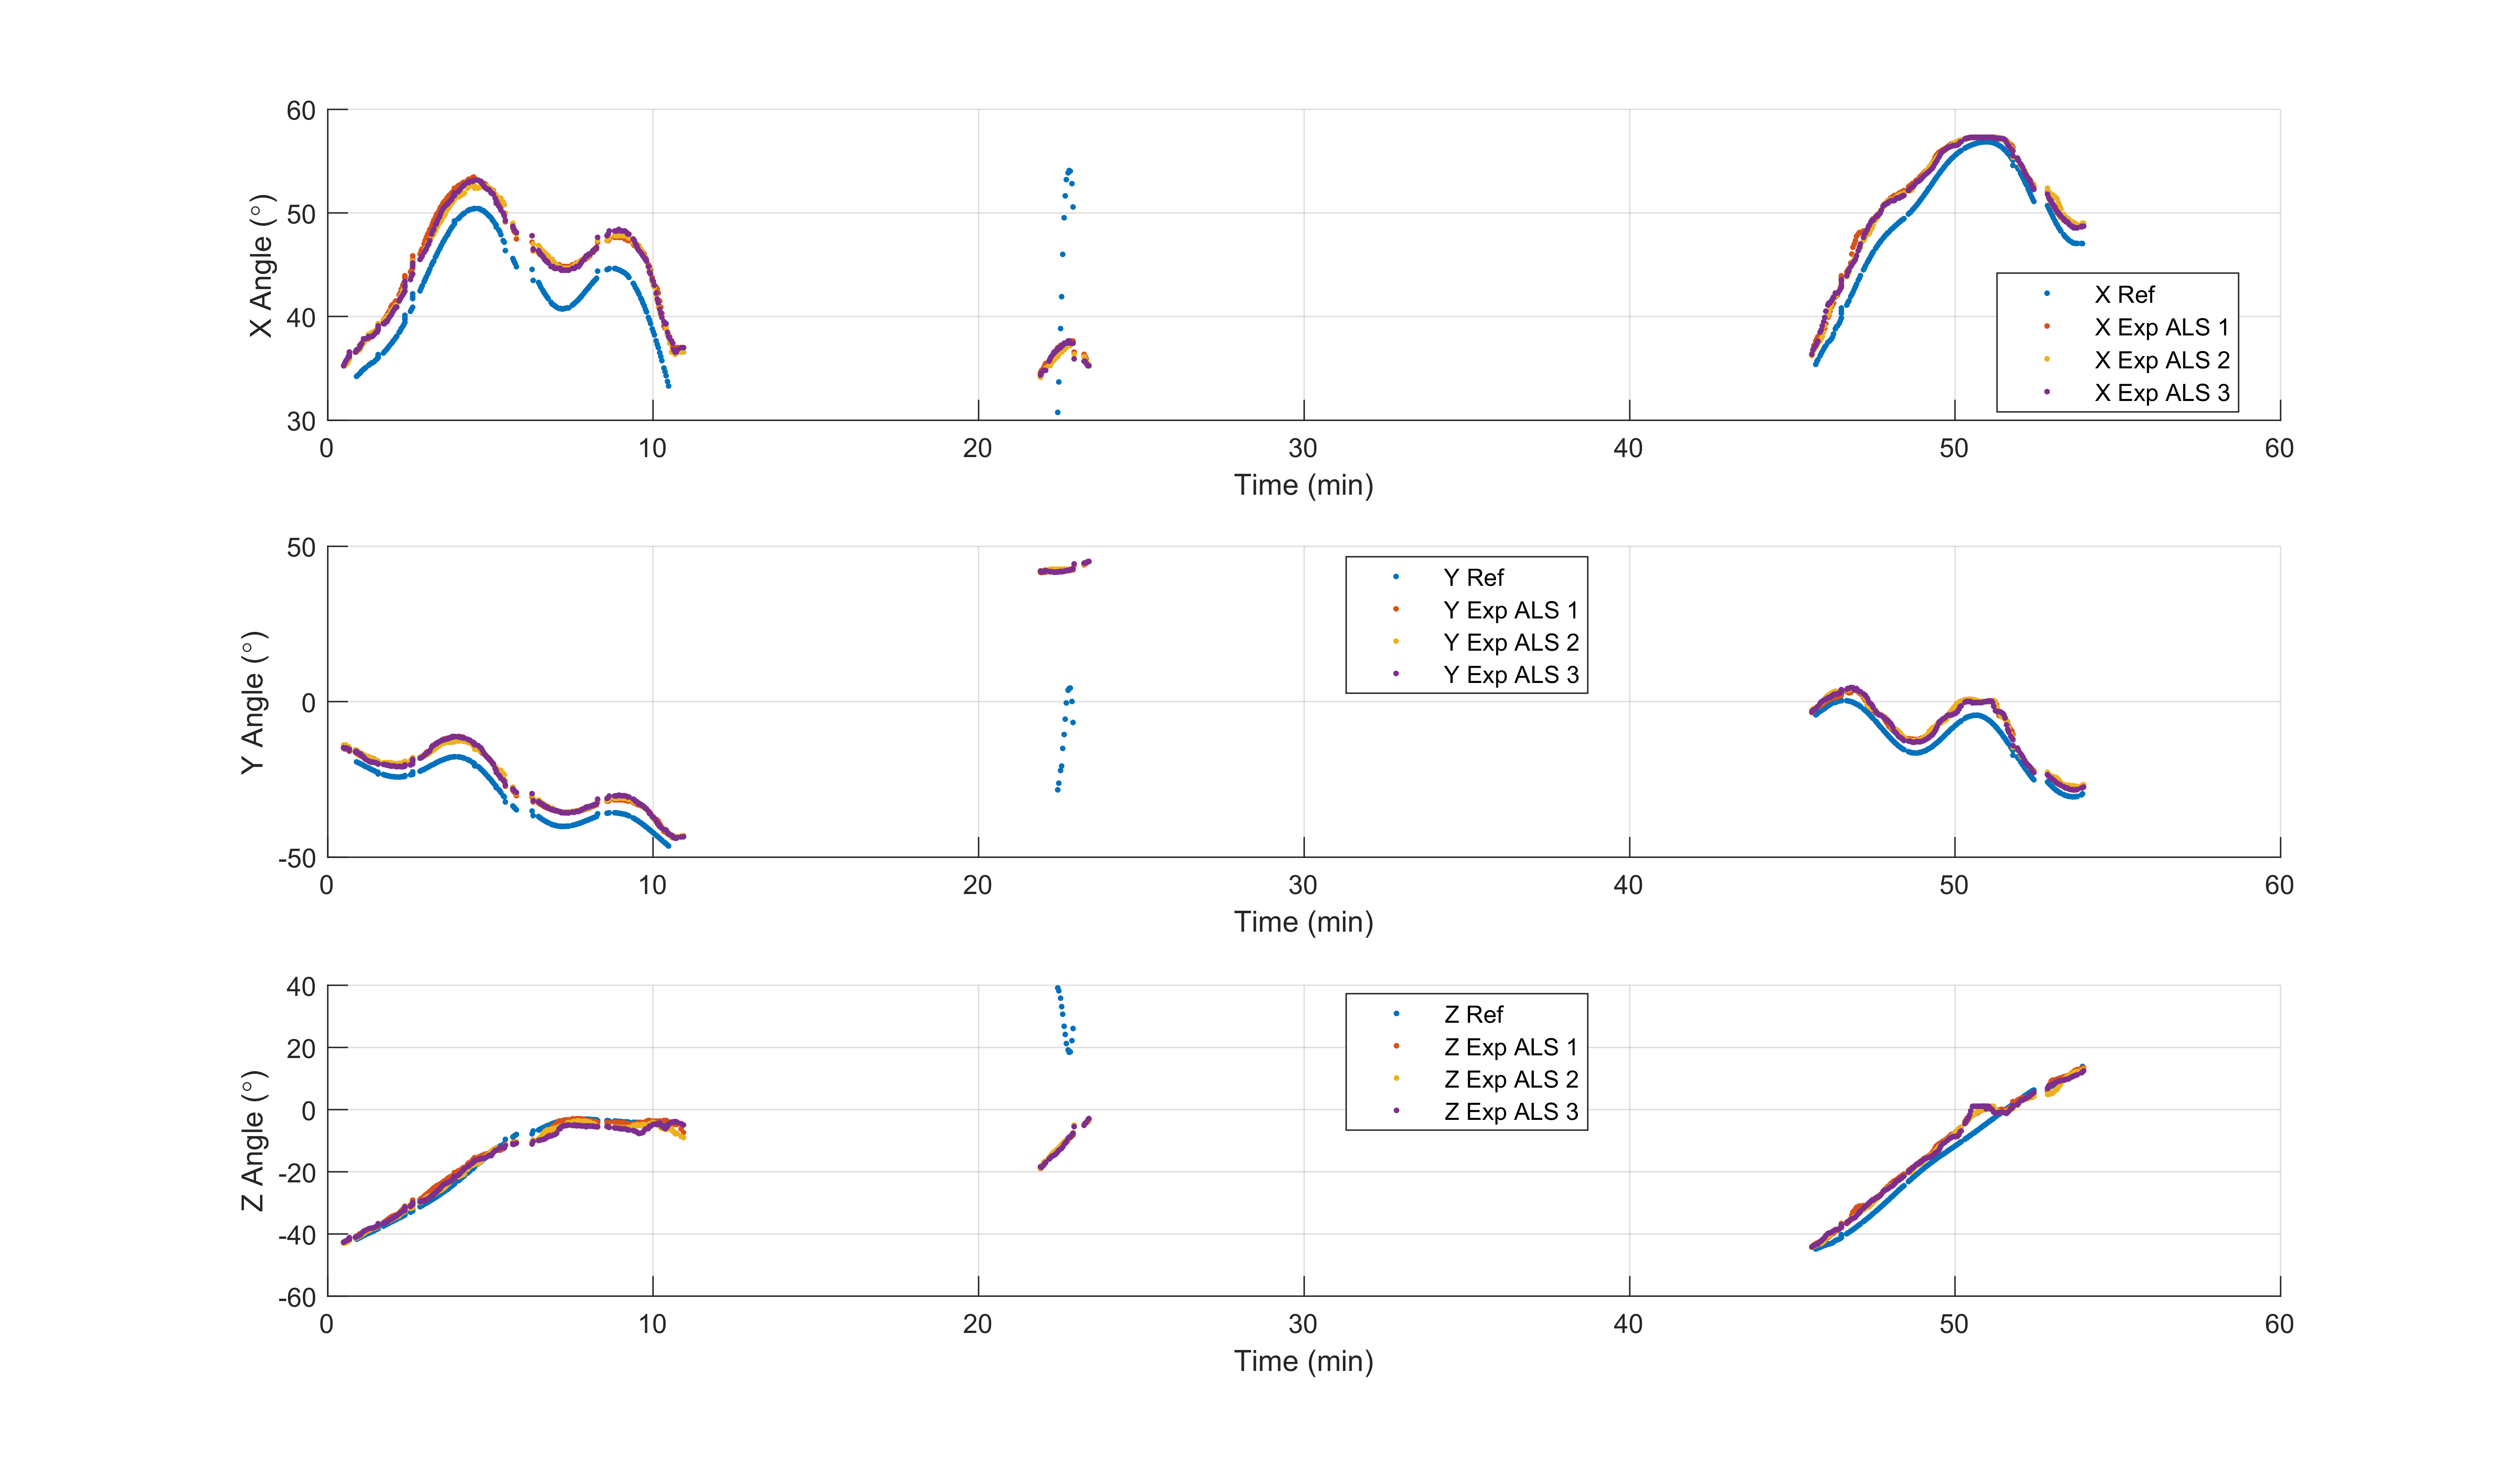 60
50
40
30
X Angle (°)
0 10 20 30 40 50 60
Time (min)
X Ref
X Exp ALS 1
X Exp ALS 2
X Exp ALS 3
50
0
-50
Y Angle (°)
0 10 20 30 40 50 60
Time (min)
Y Ref
Y Exp ALS 1
Y Exp ALS 2
Y Exp ALS 3
40
20
0
-20
-40
-60
Z Angle (°)
0 10 20 30 40 50 60
Time (min)
Z Ref
Z Exp ALS 1
Z Exp ALS 2
Z Exp ALS 3